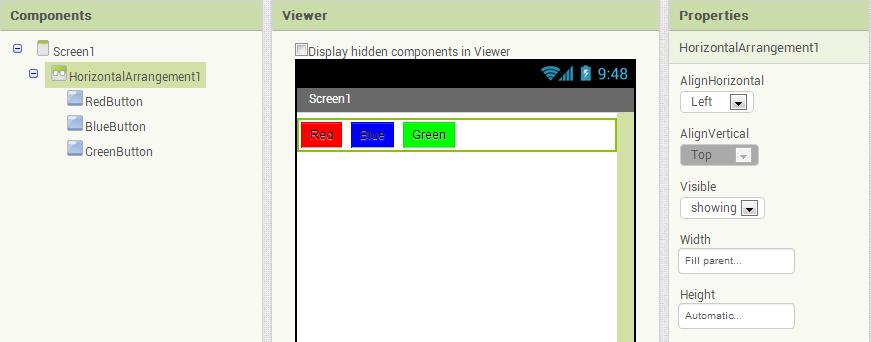 Components
Screen1
HorizontalArrangement1
RedButton
BlueButton
GreenButton
Viewer
Display hidden components in Viewer
9:48
Screen1
Red Blue Green
Properties
HorizontalArrangement1
AlignHorizontal
Left
AlignVertical
Top
Visible
showing
Width
Fill parent...
Height
Automatic...